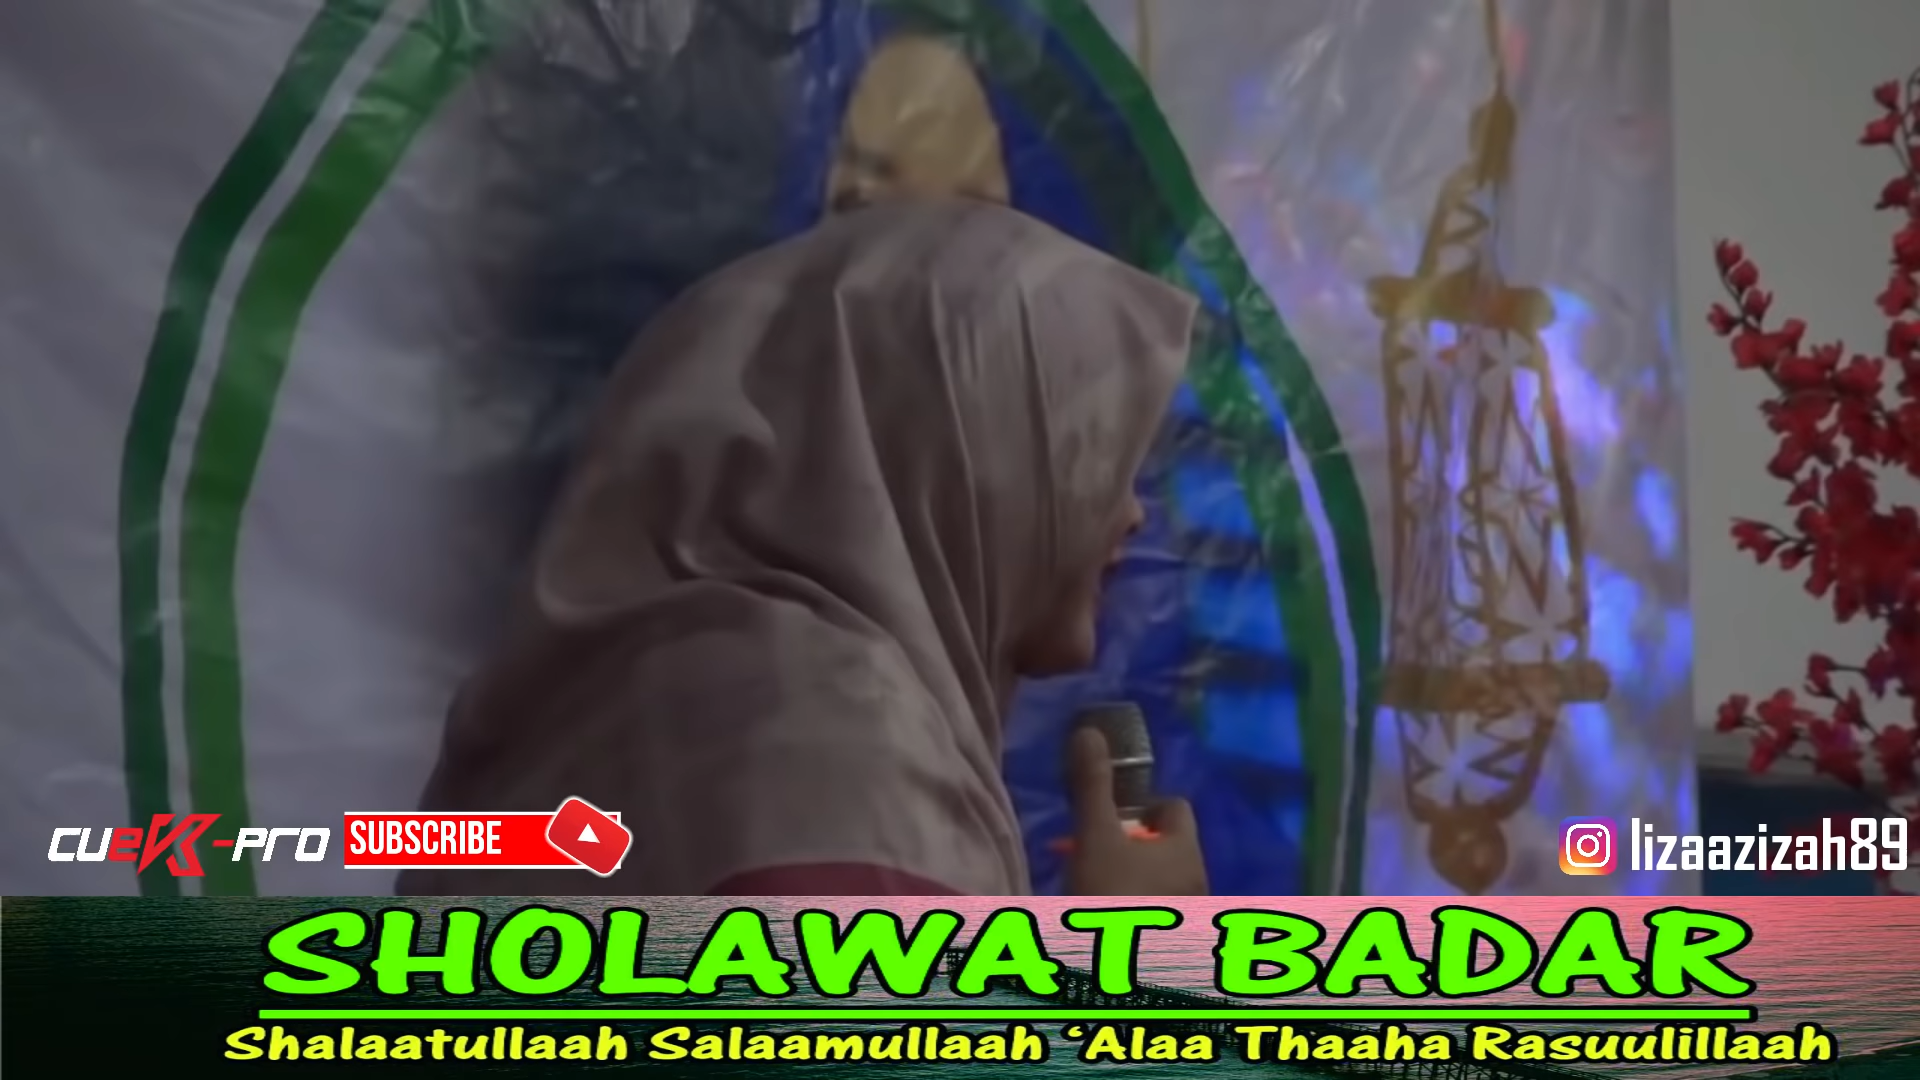 CUEK-PRO
SUBSCRIBE
lizaazizah89
SHOLAWAT BADAR
Shalaatullaah Salaamullaah ‘Alaa Thaaha Rasuulillaah